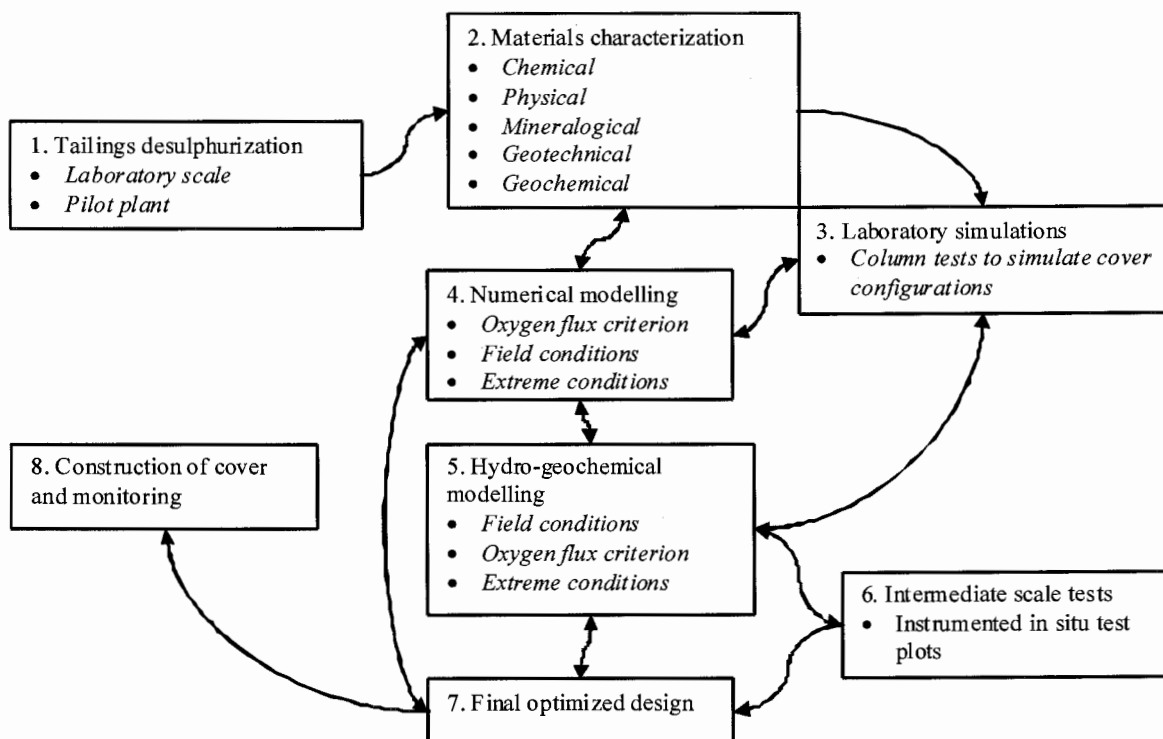 1. Tailings desulphurization
• Laboratory scale
• Pilot plant
2. Materials characterization
• Chemical
• Physical
• Mineralogical
• Geotechnical
• Geochemical
3. Laboratory simulations
• Column tests to simulate cover
configurations
4. Numerical modelling
• Oxygen flux criterion
• Field conditions
• Extreme conditions
5. Hydro-geochemical
modelling
• Field conditions
• Oxygen flux criterion
• Extreme conditions
6. Intermediate scale tests
• Instrumented in situ test
plots
7. Final optimized design
8. Construction of cover
and monitoring